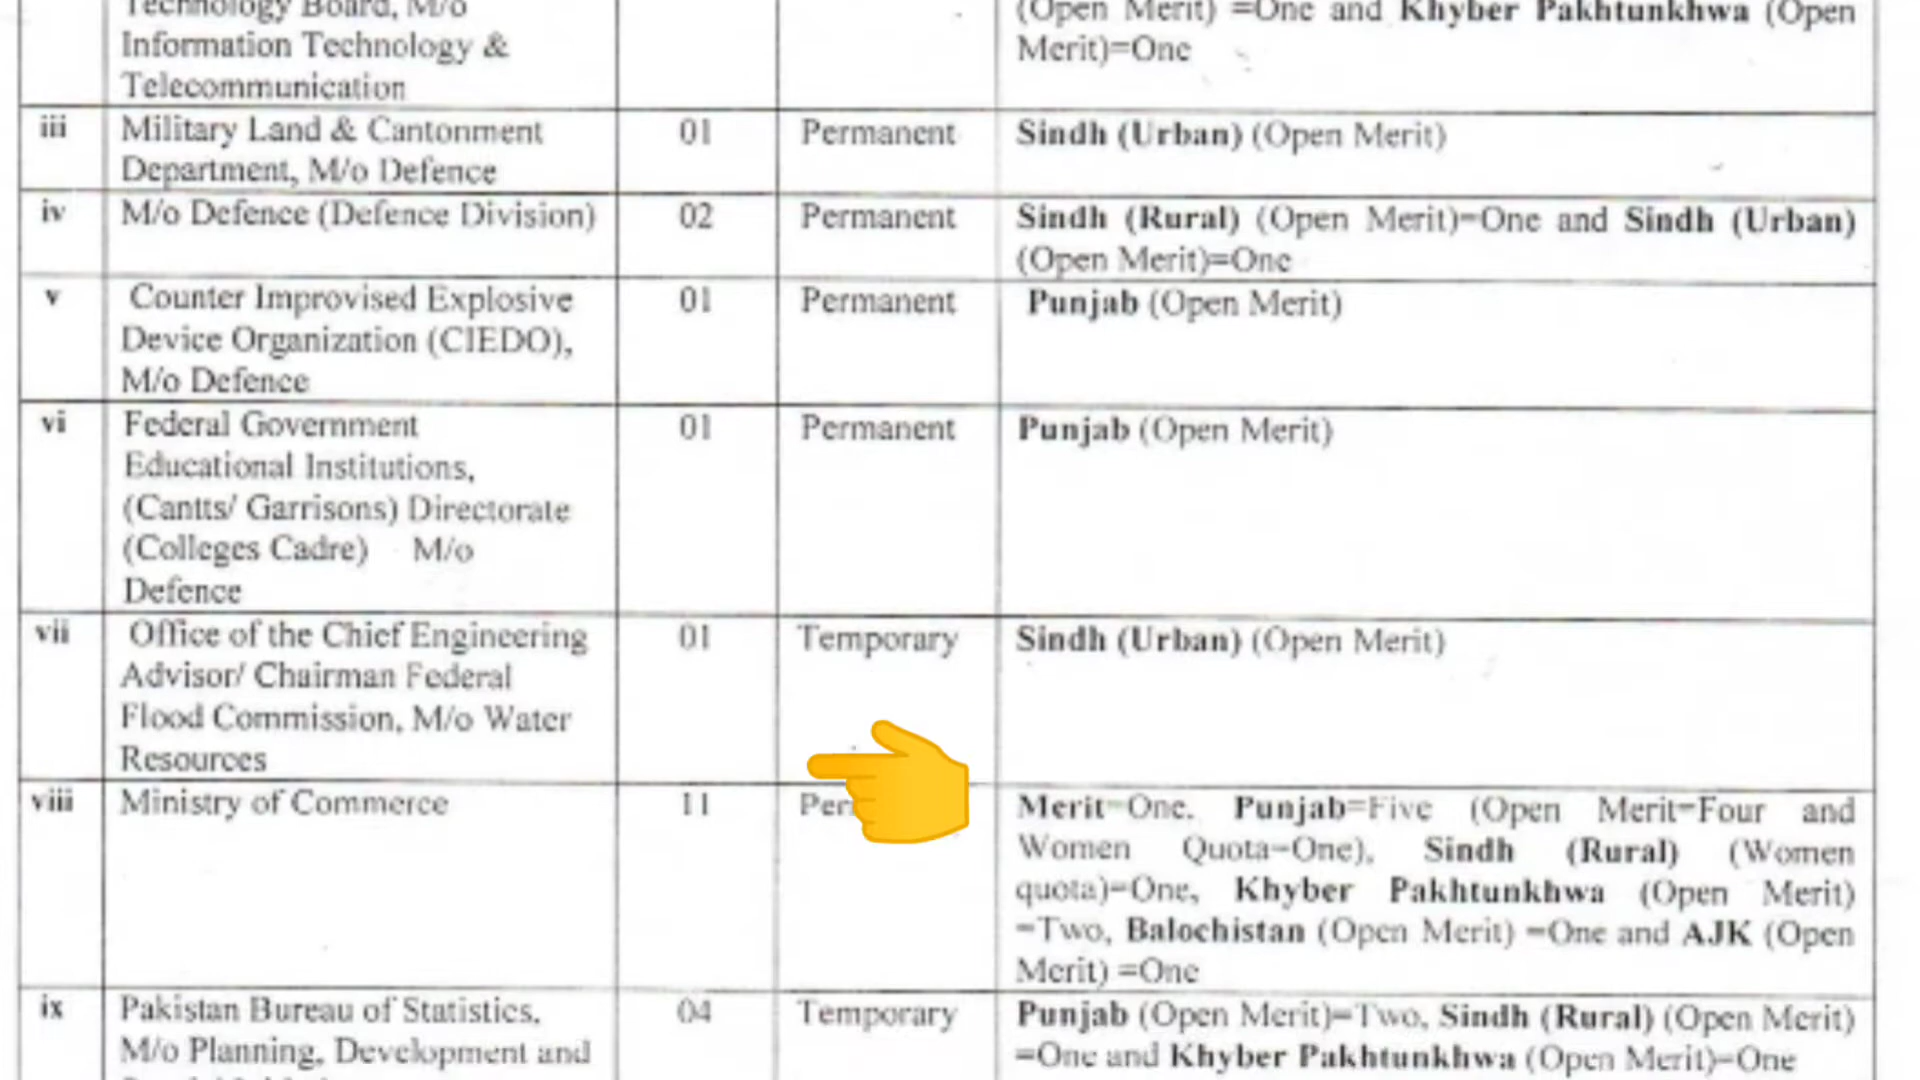 Technology Board, M/o
Information Technology &
Telecommunication
(Open Merit) =One and Khyber Pakhtunkhwa (Open
Merit)=One
iii
Military Land & Cantonment
Department, M/o Defence
01
Permanent
Sindh (Urban) (Open Merit)
iv
M/o Defence (Defence Division)
02
Permanent
Sindh (Rural) (Open Merit)=One and Sindh (Urban)
(Open Merit)=One
v
Counter Improvised Explosive
Device Organization (CIEDO),
M/o Defence
01
Permanent
Punjab (Open Merit)
vi
Federal Government
Educational Institutions,
(Cantts/ Garrisons) Directorate
(Colleges Cadre) M/o
Defence
01
Permanent
Punjab (Open Merit)
vii
Office of the Chief Engineering
Advisor/ Chairman Federal
Flood Commission, M/o Water
Resources
01
Temporary
Sindh (Urban) (Open Merit)
viii
Ministry of Commerce
11
Merit=One, Punjab=Five (Open Merit=Four and
Women Quota=One), Sindh (Rural) (Women
quota)=One, Khyber Pakhtunkhwa (Open Merit)
=Two, Balochistan (Open Merit) =One and AJK (Open
Merit) =One
ix
Pakistan Bureau of Statistics,
M/o Planning, Development and
04
Temporary
Punjab (Open Merit)=Two, Sindh (Rural) (Open Merit)
=One and Khyber Pakhtunkhwa (Open Merit)=One